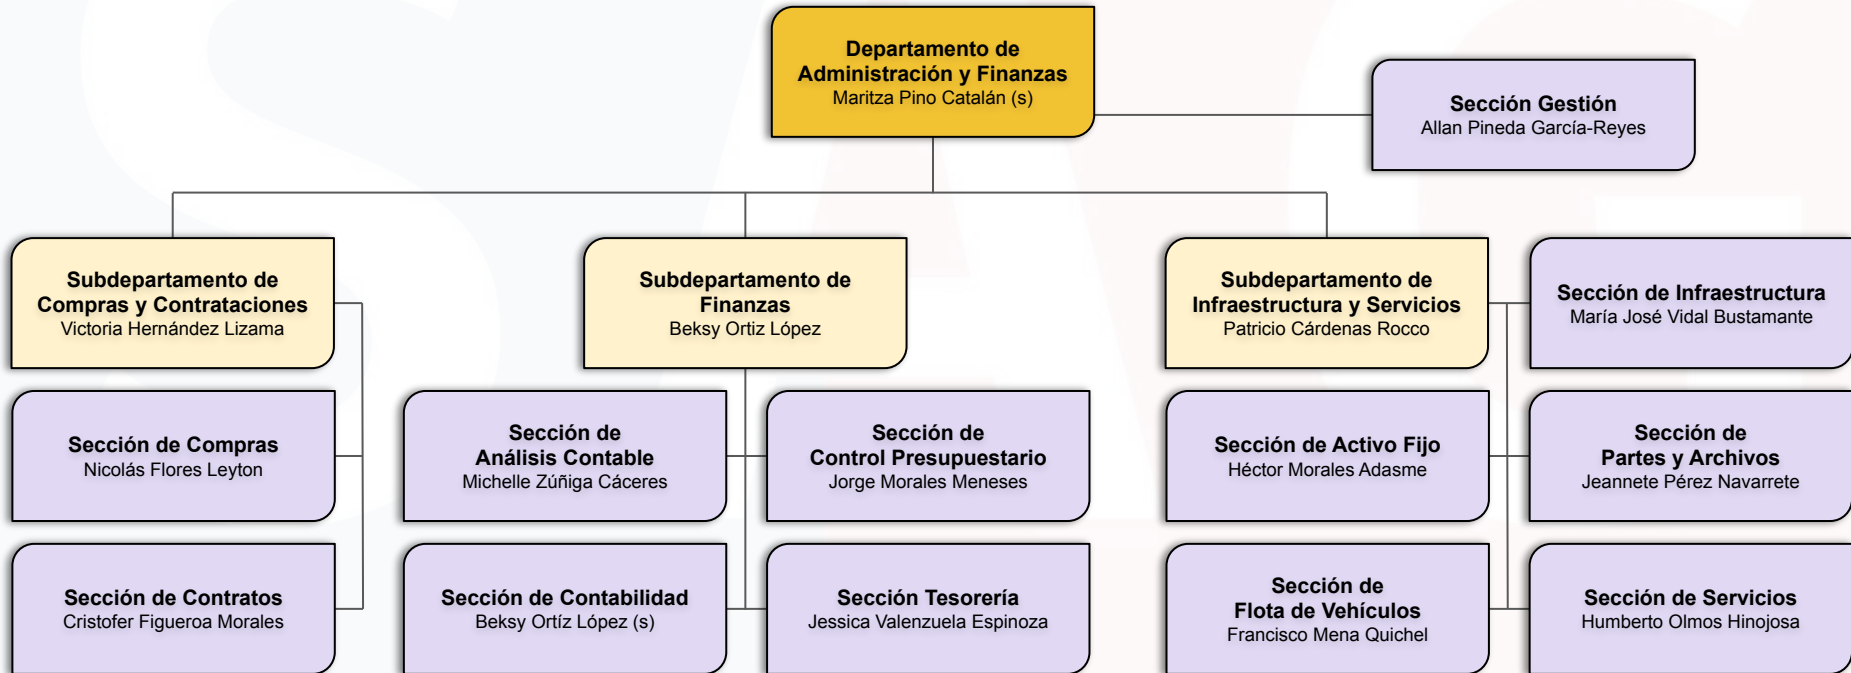 Departamento de
Administración y Finanzas
Maritza Pino Catalán (s)
Sección Gestión
Allan Pineda García-Reyes
Subdepartamento de
Compras y Contrataciones
Victoria Hernández Lizama
Subdepartamento de
Finanzas
Beksy Ortiz López
Subdepartamento de
Infraestructura y Servicios
Patricio Cárdenas Rocco
Sección de Infraestructura
María José Vidal Bustamante
Sección de Compras
Nicolás Flores Leyton
Sección de
Análisis Contable
Michelle Zúñiga Cáceres
Sección de
Control Presupuestario
Jorge Morales Meneses
Sección de Activo Fijo
Héctor Morales Adasme
Sección de
Partes y Archivos
Jeannete Pérez Navarrete
Sección de Contratos
Cristofer Figueroa Morales
Sección de Contabilidad
Beksy Ortíz López (s)
Sección Tesorería
Jessica Valenzuela Espinoza
Sección de
Flota de Vehículos
Francisco Mena Quichel
Sección de Servicios
Humberto Olmos Hinojosa